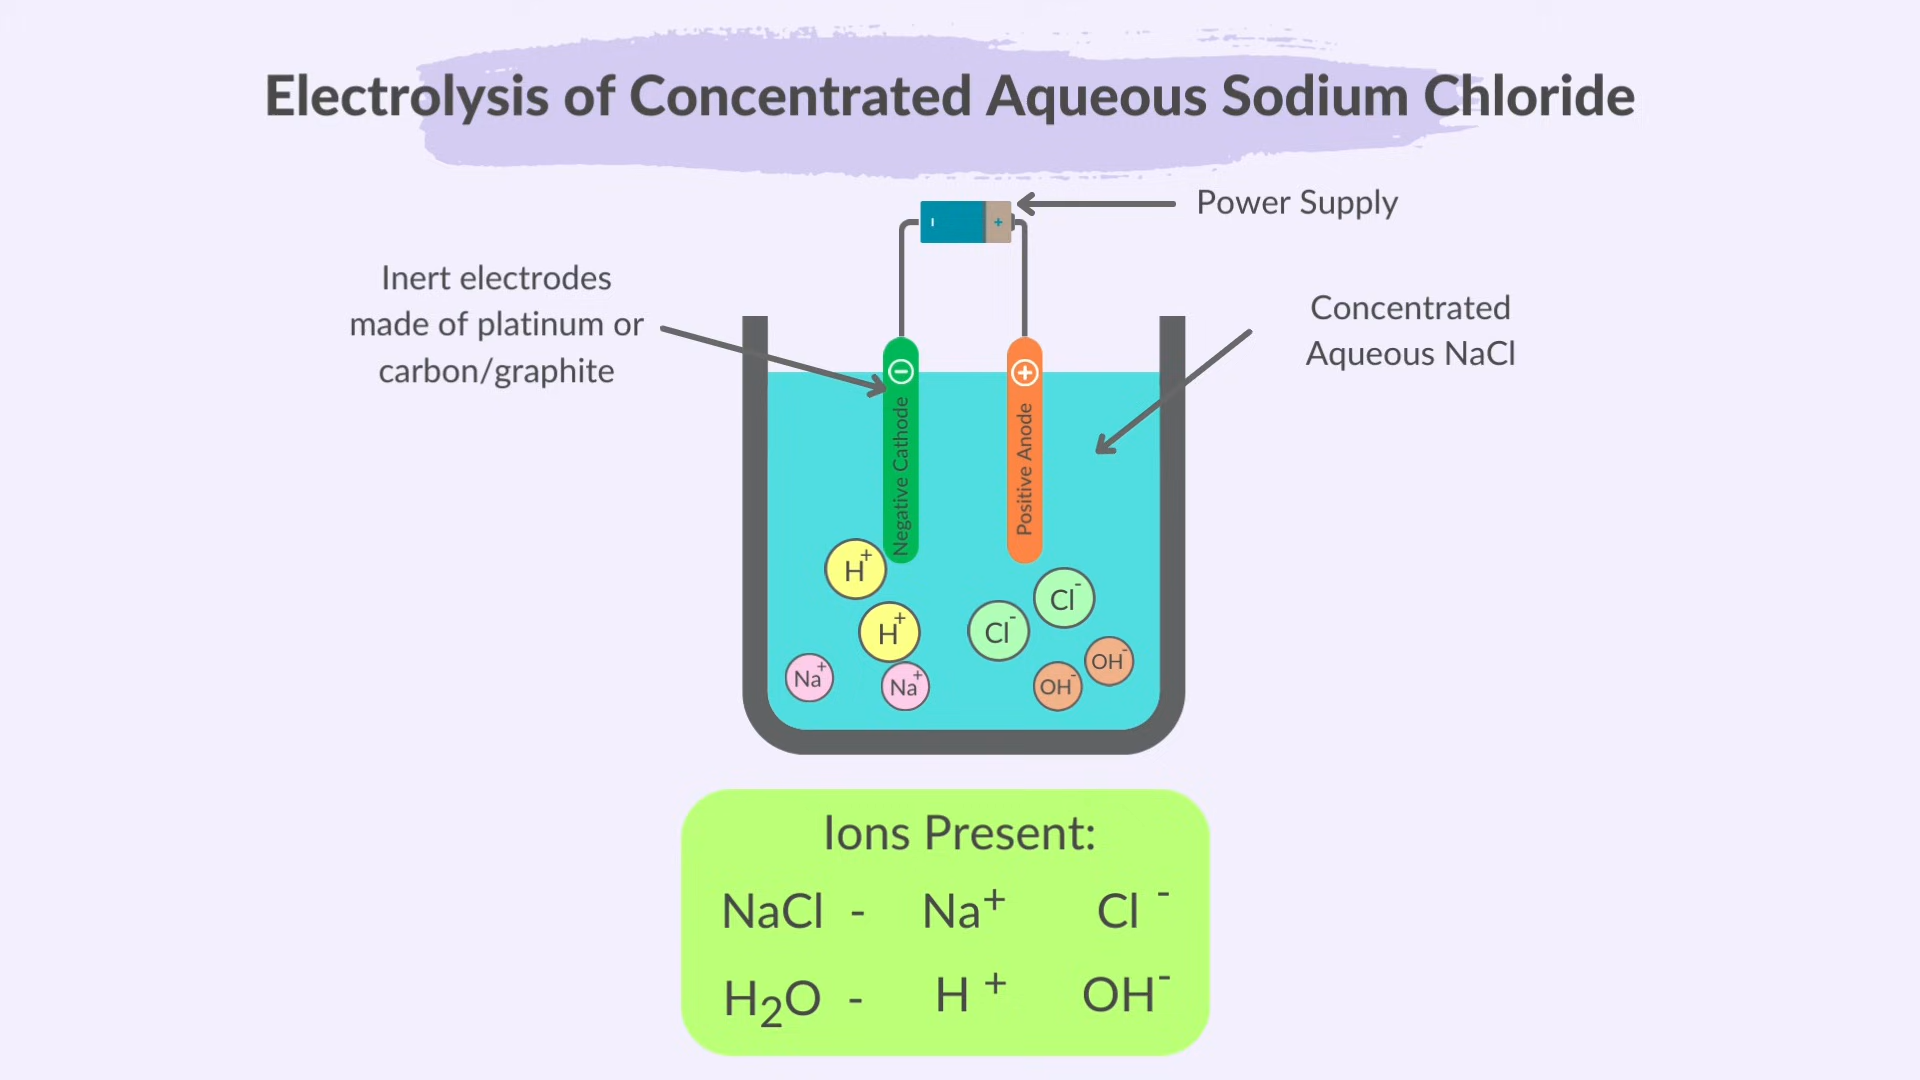 Electrolysis of Concentrated Aqueous Sodium Chloride
Power Supply
- +
Inert electrodes
made of platinum or
carbon/graphite
Concentrated
Aqueous NaCl
Negative Cathode
Positive Anode
H⁺
H⁺
Na⁺
Na⁺
Cl⁻
Cl⁻
OH⁻
OH⁻
Ions Present:
NaCl - Na⁺ Cl⁻
H₂O - H⁺ OH⁻